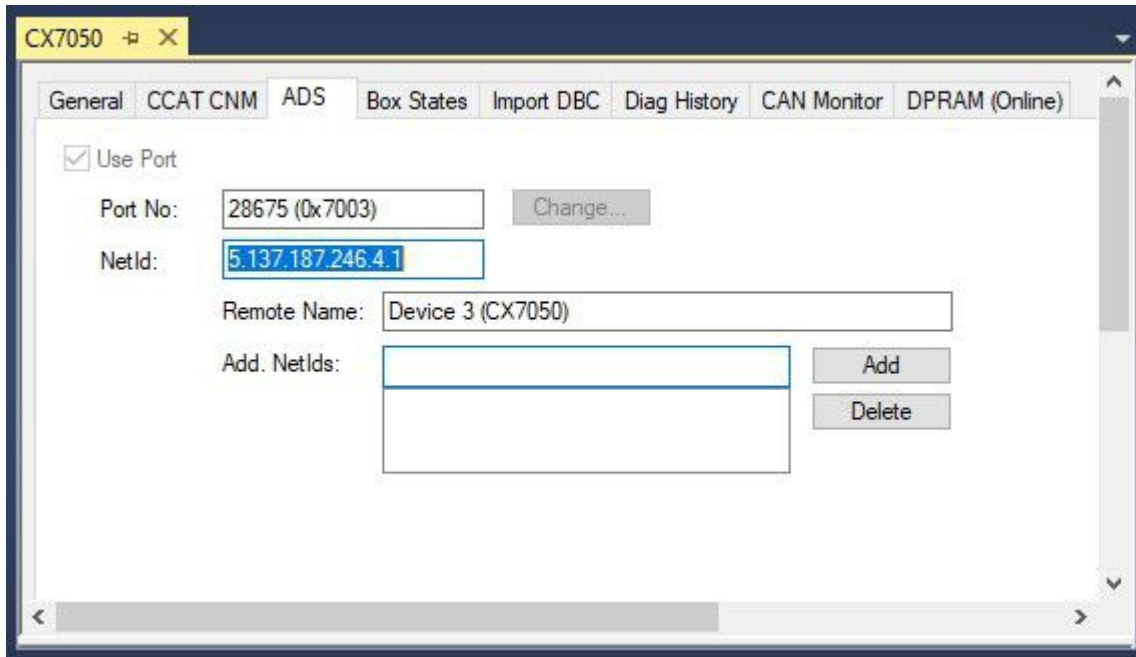 CX7050
General CCAT CNM ADS Box States Import DBC Diag History CAN Monitor DPRAM (Online)
Use Port
Port No: 28675 (0x7003) Change...
NetId: 5.137.187.246.4.1
Remote Name: Device 3 (CX7050)
Add. NetIds: Add
Delete